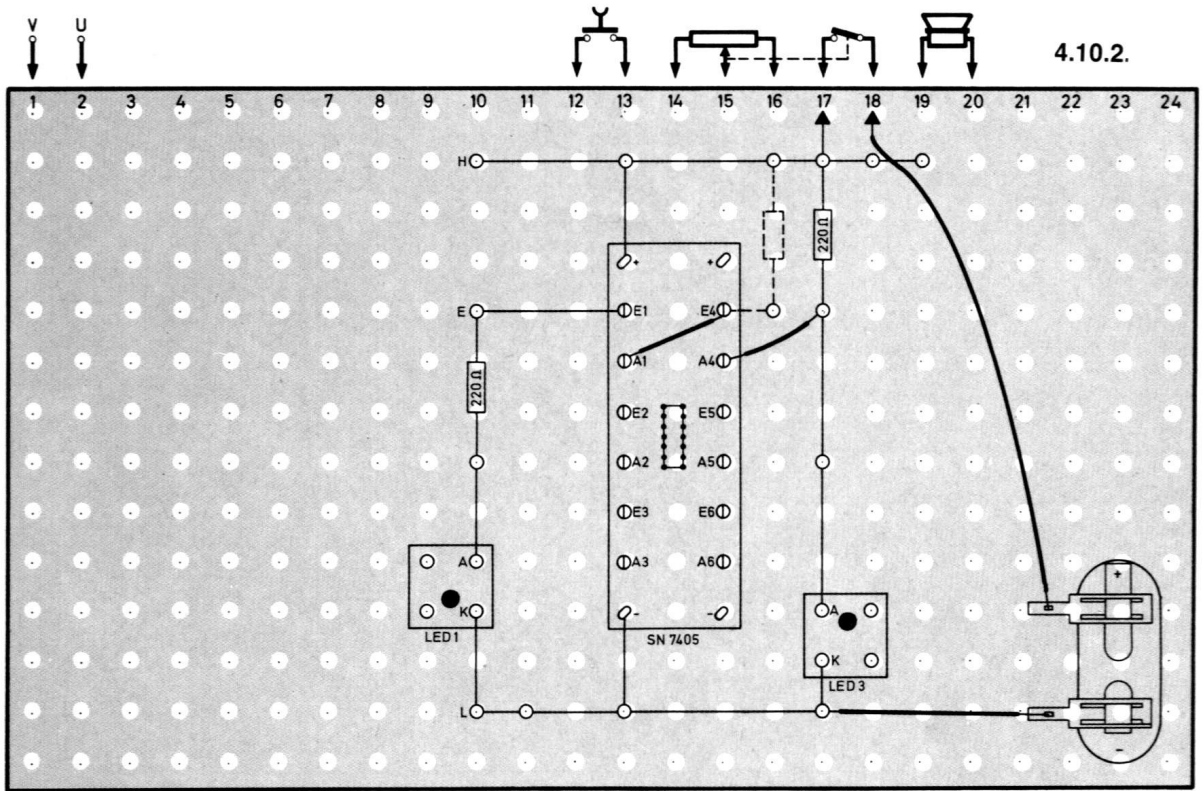 V U
4.10.2.
1 2 3 4 5 6 7 8 9 10 11 12 13 14 15 16 17 18 19 20 21 22 23 24
H
220Ω
+ +
E E1 E4
A1 A4
220Ω
E2 E5
A2 A5
E3 E6
A A3 A6 +
K - - A
LED1 SN 7405
K
LED3
L
-